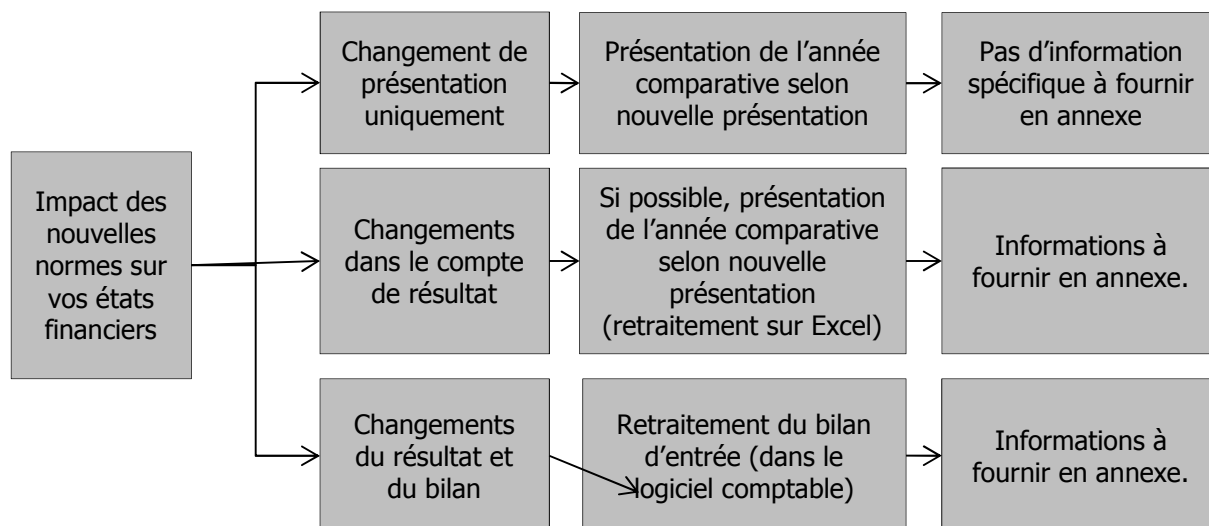 Impact des
nouvelles
normes sur
vos états
financiers
Changement de
présentation
uniquement
Présentation de l’année
comparative selon
nouvelle présentation
Pas d’information
spécifique à fournir
en annexe
Changements
dans le compte
de résultat
Si possible, présentation
de l’année comparative
selon nouvelle
présentation
(retraitement sur Excel)
Informations à
fournir en annexe.
Changements
du résultat et
du bilan
Retraitement du bilan
d’entrée (dans le
logiciel comptable)
Informations à
fournir en annexe.